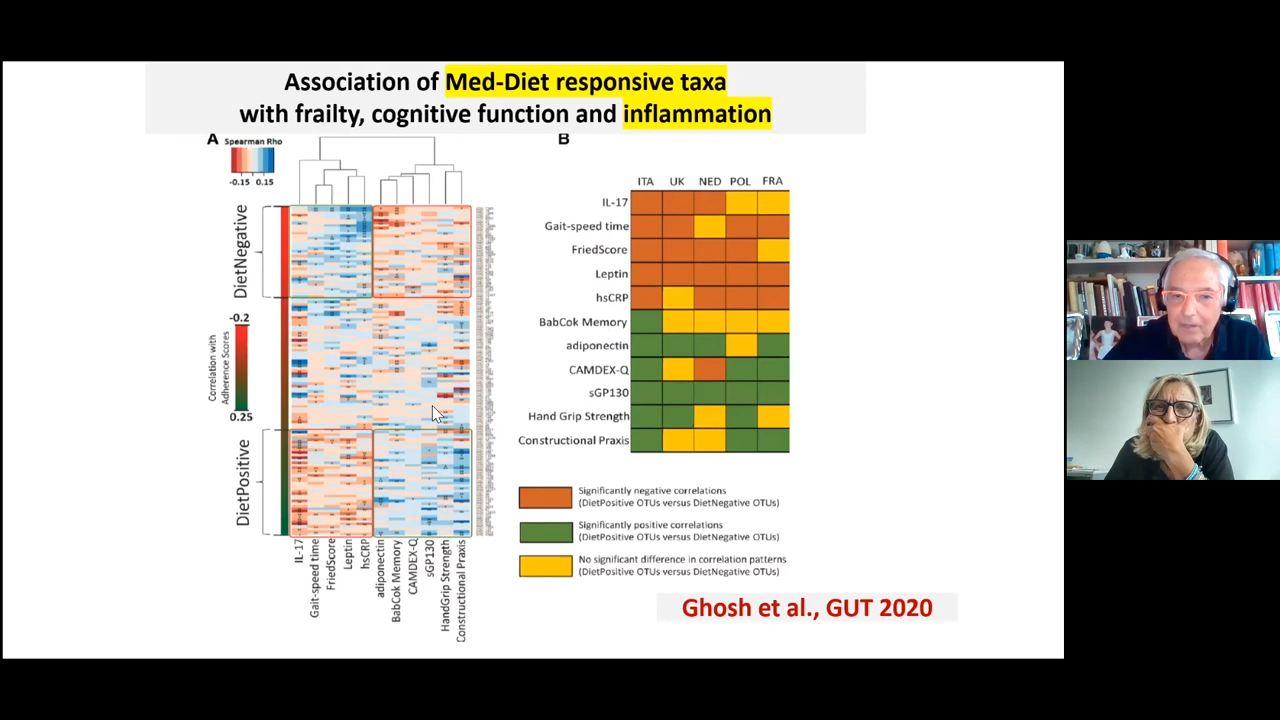 Association of Med-Diet responsive taxa
with frailty, cognitive function and inflammation
A
Spearman Rho
-0.15 0.15
DietNegative
-0.2
Correlation with
Adherence Scores
0.25
DietPositive
IL-17
Gait-speed time
FriedScore
Leptin
hsCRP
adiponectin
BabCok Memory
CAMDEX-Q
sGP130
HandGrip Strength
Constructional Praxis
B
ITA UK NED POL FRA
IL-17
Gait-speed time
FriedScore
Leptin
hsCRP
BabCok Memory
adiponectin
CAMDEX-Q
sGP130
Hand Grip Strength
Constructional Praxis
Significantly negative correlations
(DietPositive OTUs versus DietNegative OTUs)
Significantly positive correlations
(DietPositive OTUs versus DietNegative OTUs)
No significant difference in correlation patterns
(DietPositive OTUs versus DietNegative OTUs)
Ghosh et al., GUT 2020